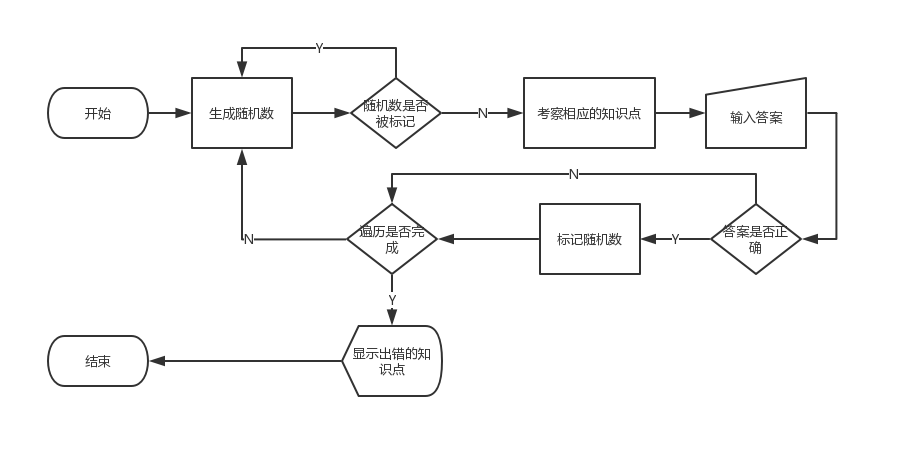 Y
开始
生成随机数
随机数是否
被标记
N
考察相应的知识点
输入答案
N
N
遍历是否完
成
标记随机数
Y
答案是否正
确
Y
显示出错的知
识点
结束